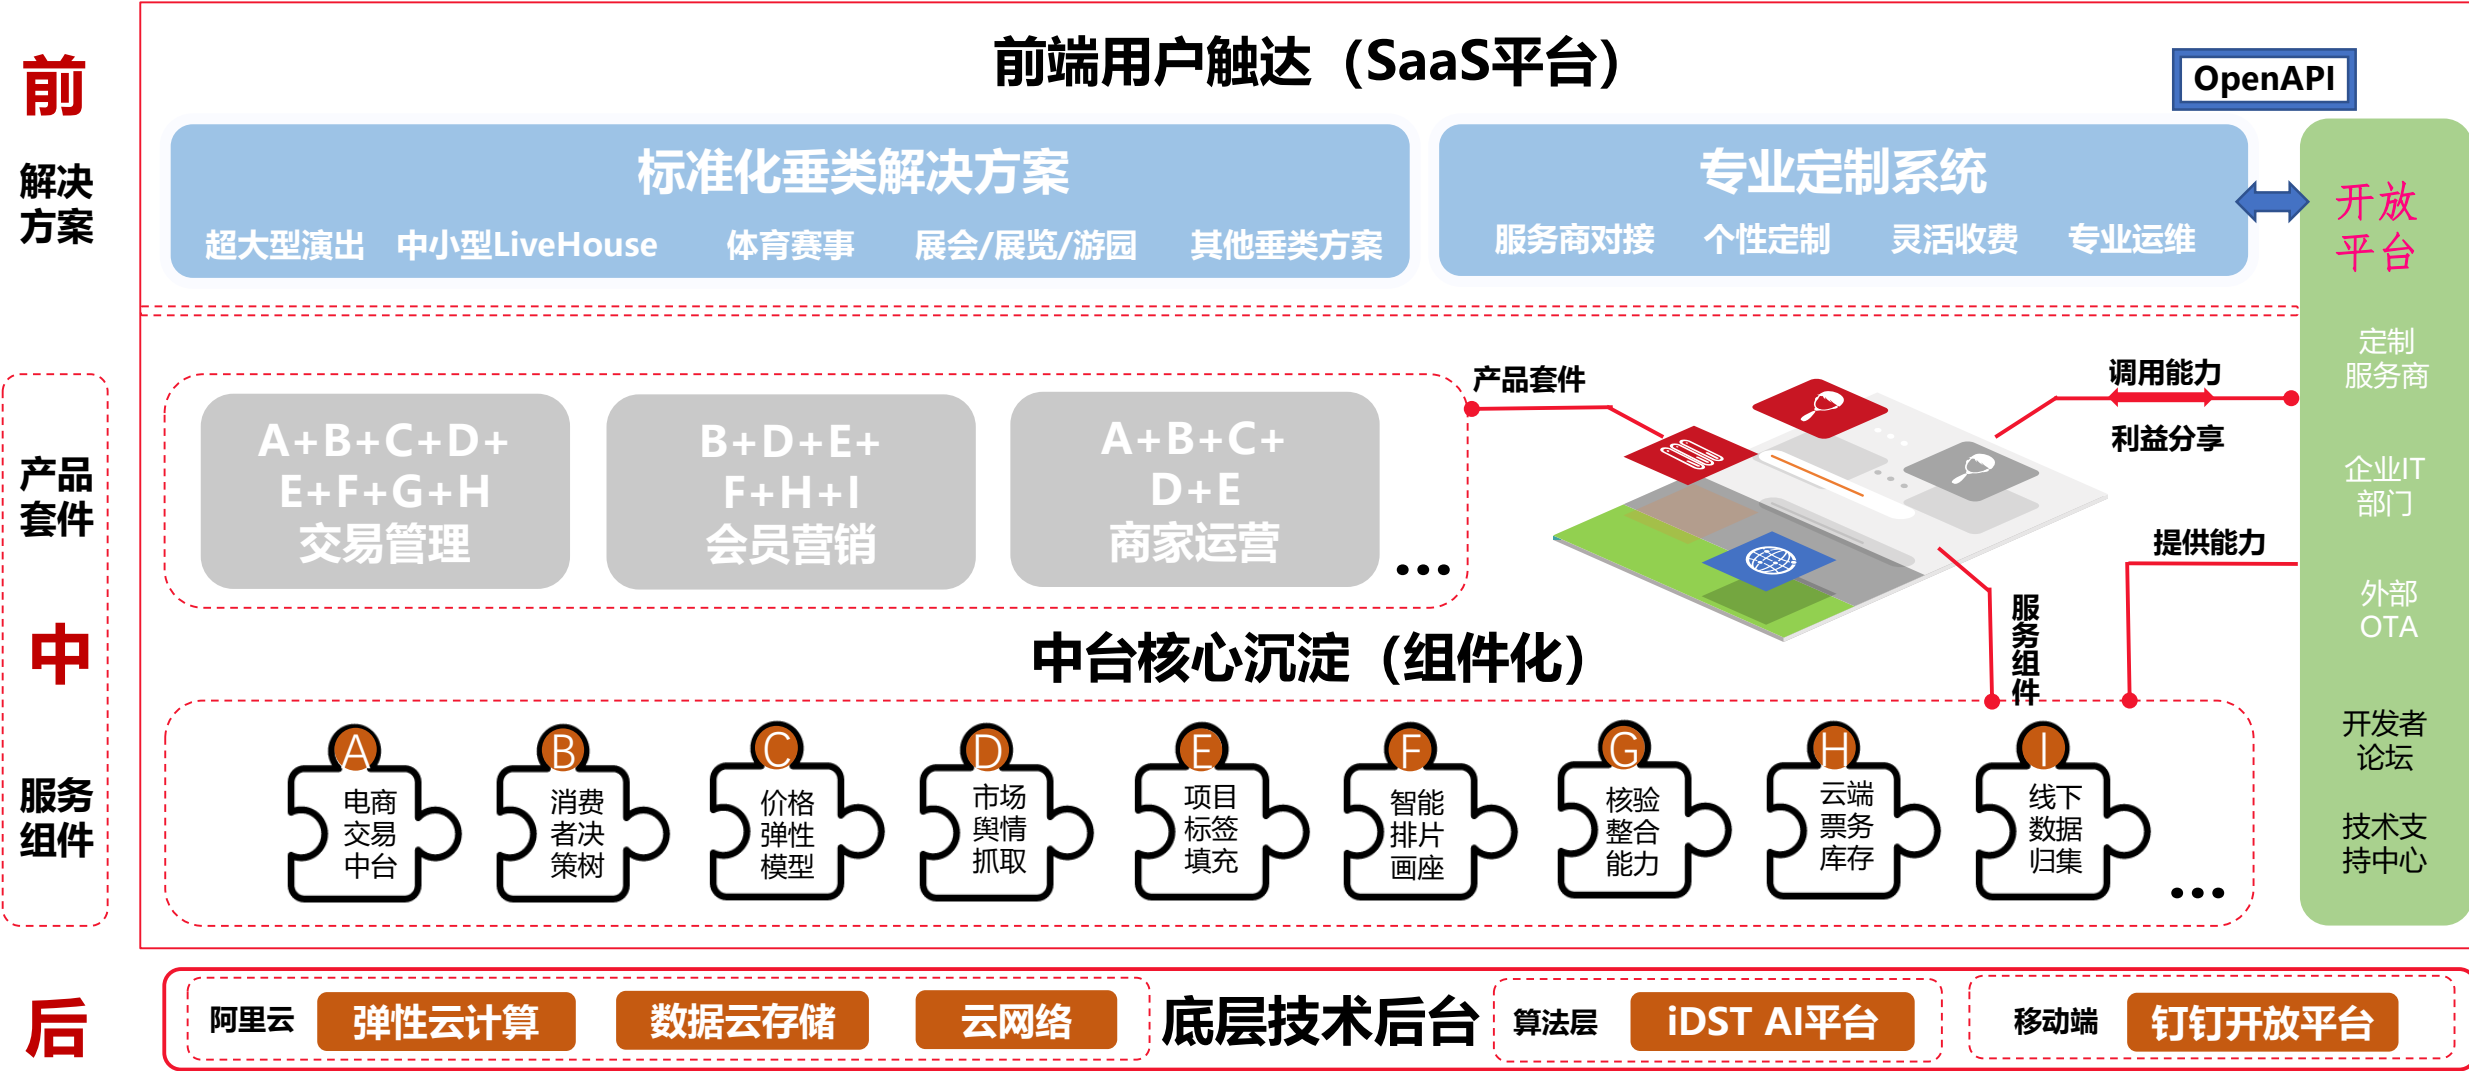 前
解决
方案
前端用户触达（SaaS平台）
OpenAPI
标准化垂类解决方案
超大型演出 中小型LiveHouse 体育赛事 展会/展览/游园 其他垂类方案
专业定制系统
服务商对接 个性定制 灵活收费 专业运维
开放
平台
定制
服务商
企业IT
部门
外部
OTA
开发者
论坛
技术支
持中心
产品
套件
中
服务
组件
A+B+C+D+
E+F+G+H
交易管理
B+D+E+
F+H+I
会员营销
A+B+C+
D+E
商家运营
...
产品套件
调用能力
利益分享
提供能力
服
务
组
件
中台核心沉淀（组件化）
A
电商
交易
中台
B
消费
者决
策树
C
价格
弹性
模型
D
市场
舆情
抓取
E
项目
标签
填充
F
智能
排片
画座
G
核验
整合
能力
H
云端
票务
库存
I
线下
数据
归集
...
后
阿里云 弹性云计算 数据云存储 云网络
底层技术后台
算法层 iDST AI平台
移动端 钉钉开放平台